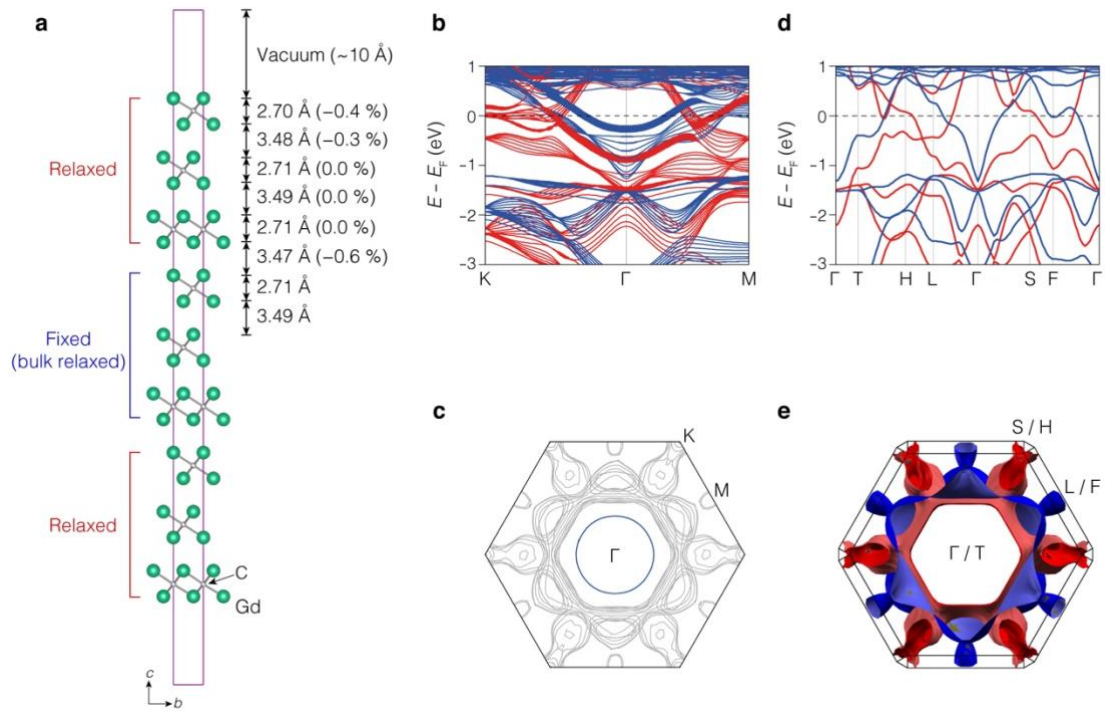 a
Vacuum (~10 Å)
2.70 Å (−0.4 %)
3.48 Å (−0.3 %)
2.71 Å (0.0 %)
3.49 Å (0.0 %)
2.71 Å (0.0 %)
3.47 Å (−0.6 %)
2.71 Å
3.49 Å
Relaxed
Fixed
(bulk relaxed)
Relaxed
C
Gd
c
b
b
E − E_F (eV)
1
0
−1
−2
−3
K Γ M
d
E − E_F (eV)
1
0
−1
−2
−3
Γ T H L Γ S F Γ
c
K
M
Γ
e
S / H
L / F
Γ / T